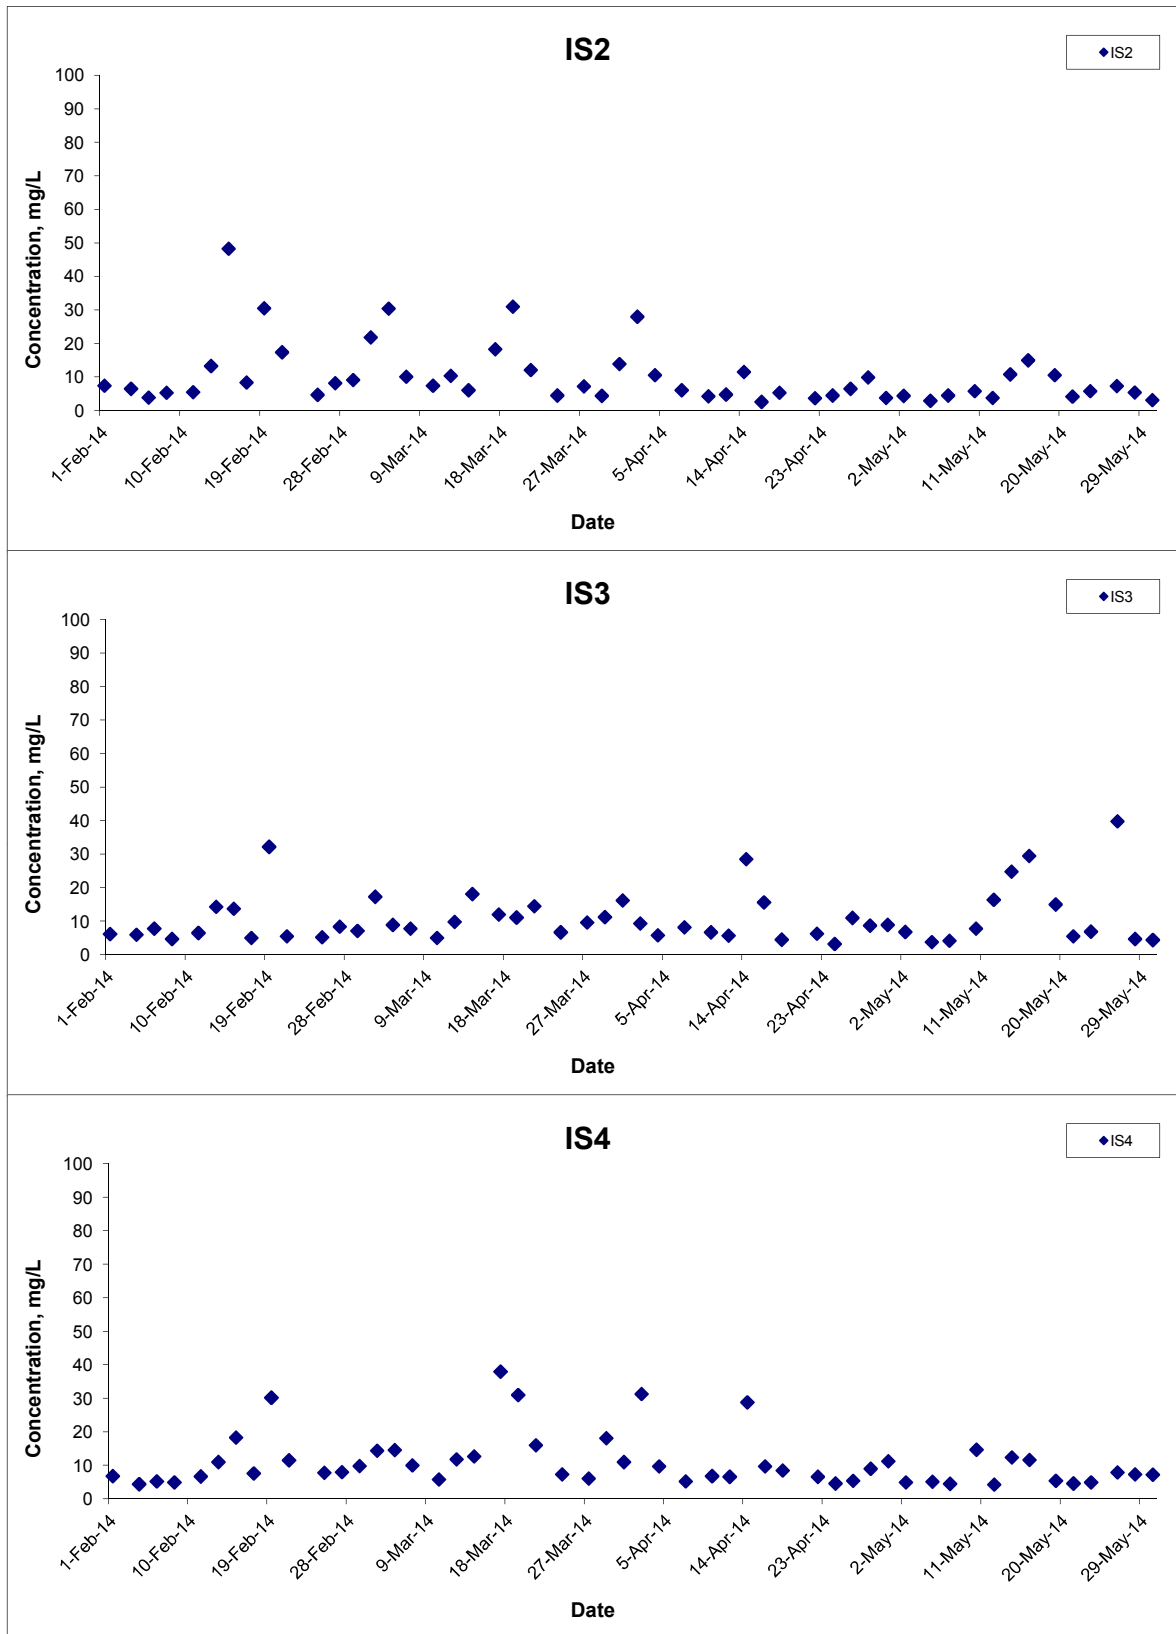 IS2
IS2
100
90
80
70
60
50
40
30
20
10
0
Concentration, mg/L
1-Feb-14
10-Feb-14
19-Feb-14
28-Feb-14
9-Mar-14
18-Mar-14
27-Mar-14
5-Apr-14
14-Apr-14
23-Apr-14
2-May-14
11-May-14
20-May-14
29-May-14
Date
IS3
IS3
100
90
80
70
60
50
40
30
20
10
0
Concentration, mg/L
1-Feb-14
10-Feb-14
19-Feb-14
28-Feb-14
9-Mar-14
18-Mar-14
27-Mar-14
5-Apr-14
14-Apr-14
23-Apr-14
2-May-14
11-May-14
20-May-14
29-May-14
Date
IS4
IS4
100
90
80
70
60
50
40
30
20
10
0
Concentration, mg/L
1-Feb-14
10-Feb-14
19-Feb-14
28-Feb-14
9-Mar-14
18-Mar-14
27-Mar-14
5-Apr-14
14-Apr-14
23-Apr-14
2-May-14
11-May-14
20-May-14
29-May-14
Date